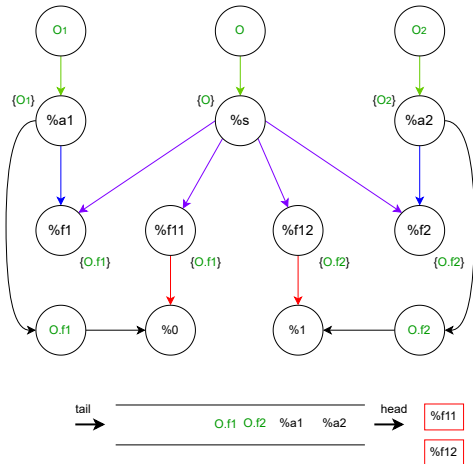 O1 O O2
{O1} {O} {O2}
%a1 %s %a2
%f1 %f11 %f12 %f2
{O.f1} {O.f1} {O.f2} {O.f2}
O.f1 %0 %1 O.f2
tail head
O.f1 O.f2 %a1 %a2 %f11
%f12